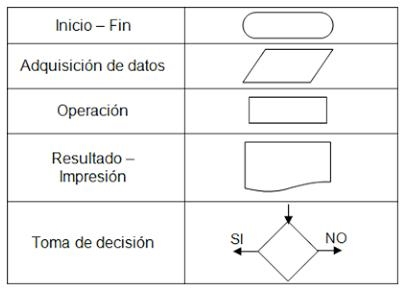 Inicio – Fin
Adquisición de datos
Operación
Resultado –
Impresión
Toma de decisión
SI
NO